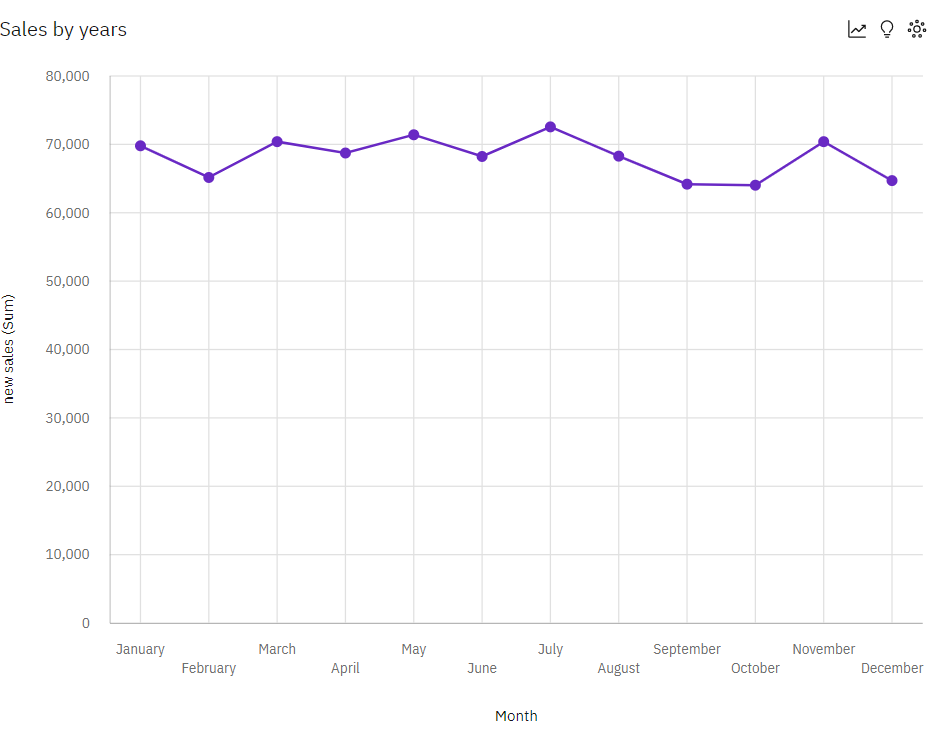 Sales by years
80,000
70,000
60,000
50,000
40,000
30,000
20,000
10,000
0
new sales (Sum)
January
February
March
April
May
June
July
August
September
October
November
December
Month